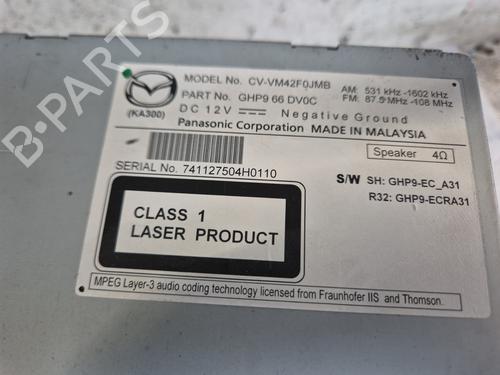 MODEL No. CV-VM42F0JMB
AM: 531 kHz -1602 kHz
PART No. GHP9 66 DV0C
FM: 87.5 MHz -108 MHz
(KA300)
DC 12V Negative Ground
Panasonic Corporation MADE IN MALAYSIA
Speaker 4Ω
SERIAL No. 741127504H0110
S/W SH: GHP9-EC_A31
R32: GHP9-ECRA31
CLASS 1
LASER PRODUCT
MPEG Layer-3 audio coding technology licensed from Fraunhofer IIS and Thomson.
B-PARTS